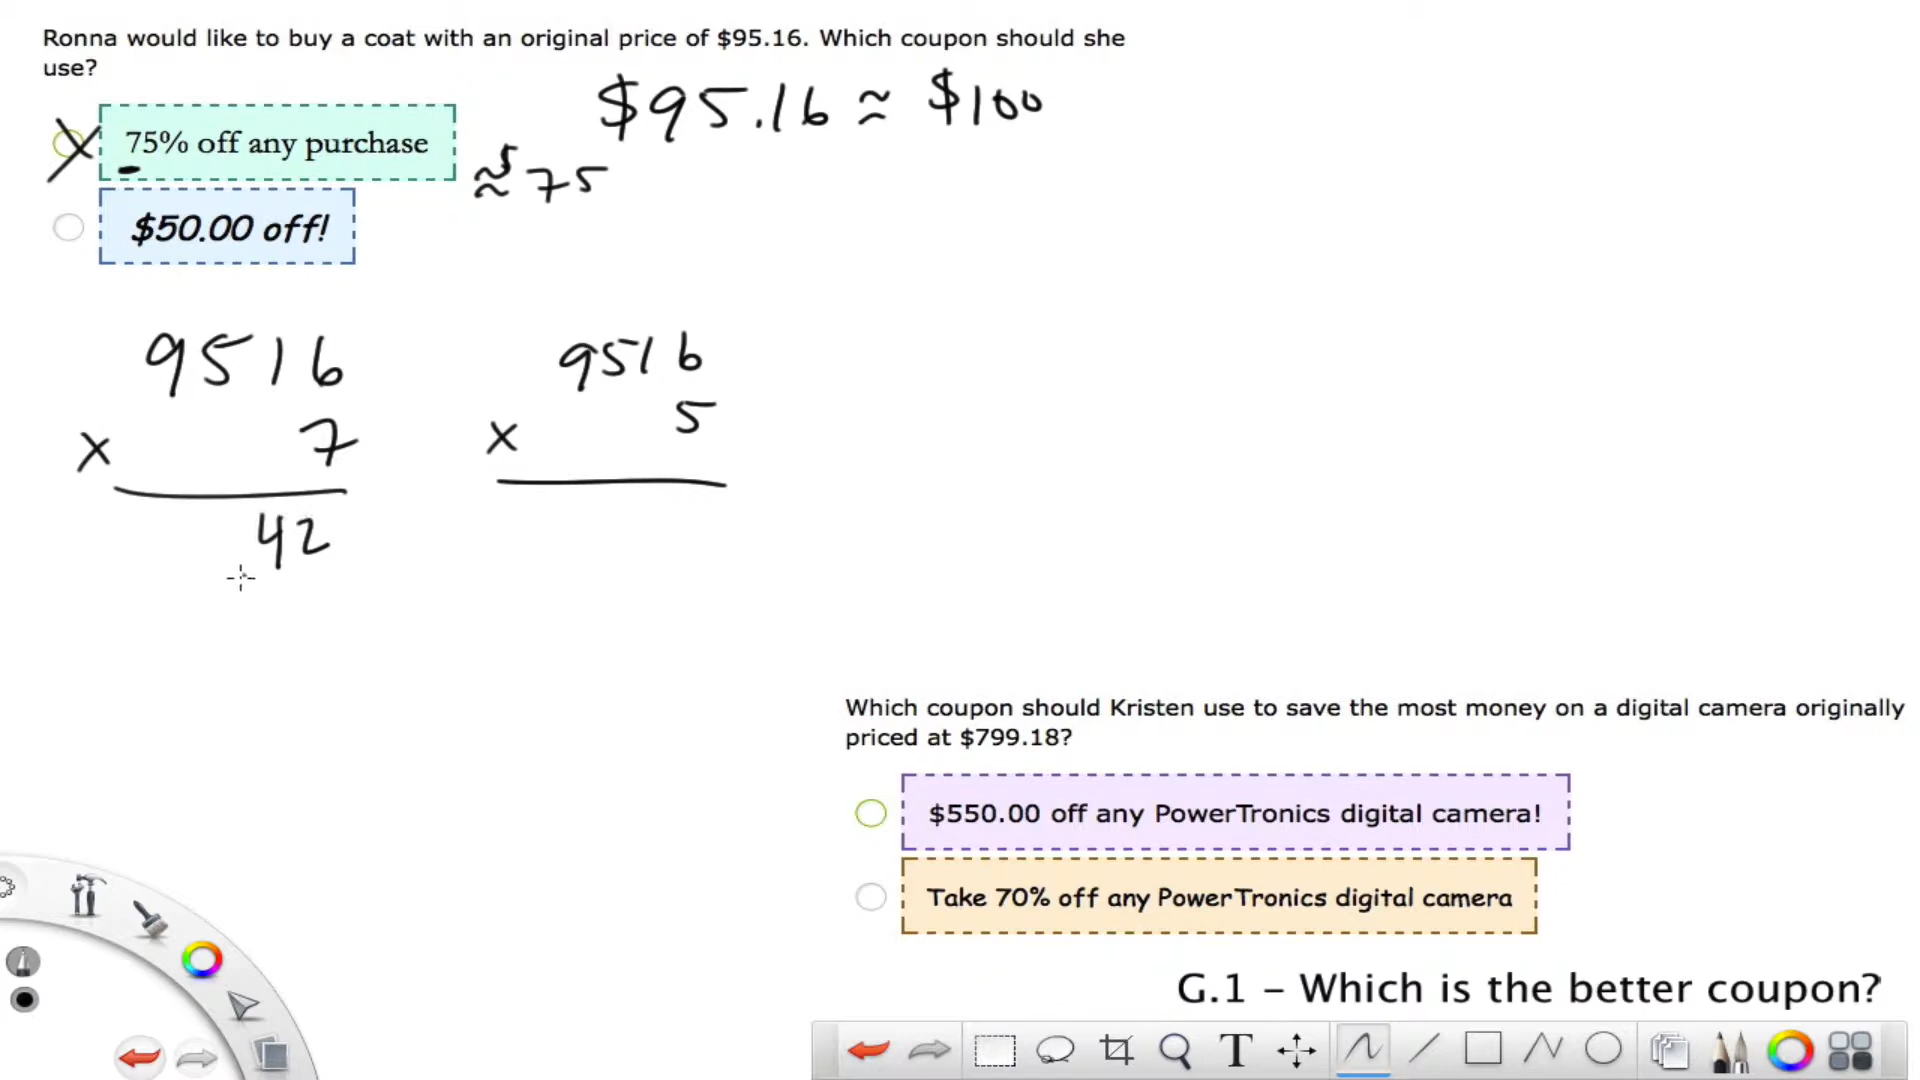 Ronna would like to buy a coat with an original price of $95.16. Which coupon should she
use?
$95.16 ≈ $100
75% off any purchase
≈$75
$50.00 off!
9516
x 7
42
9516
x 5
Which coupon should Kristen use to save the most money on a digital camera originally
priced at $799.18?
$550.00 off any PowerTronics digital camera!
Take 70% off any PowerTronics digital camera
G.1 – Which is the better coupon?
T